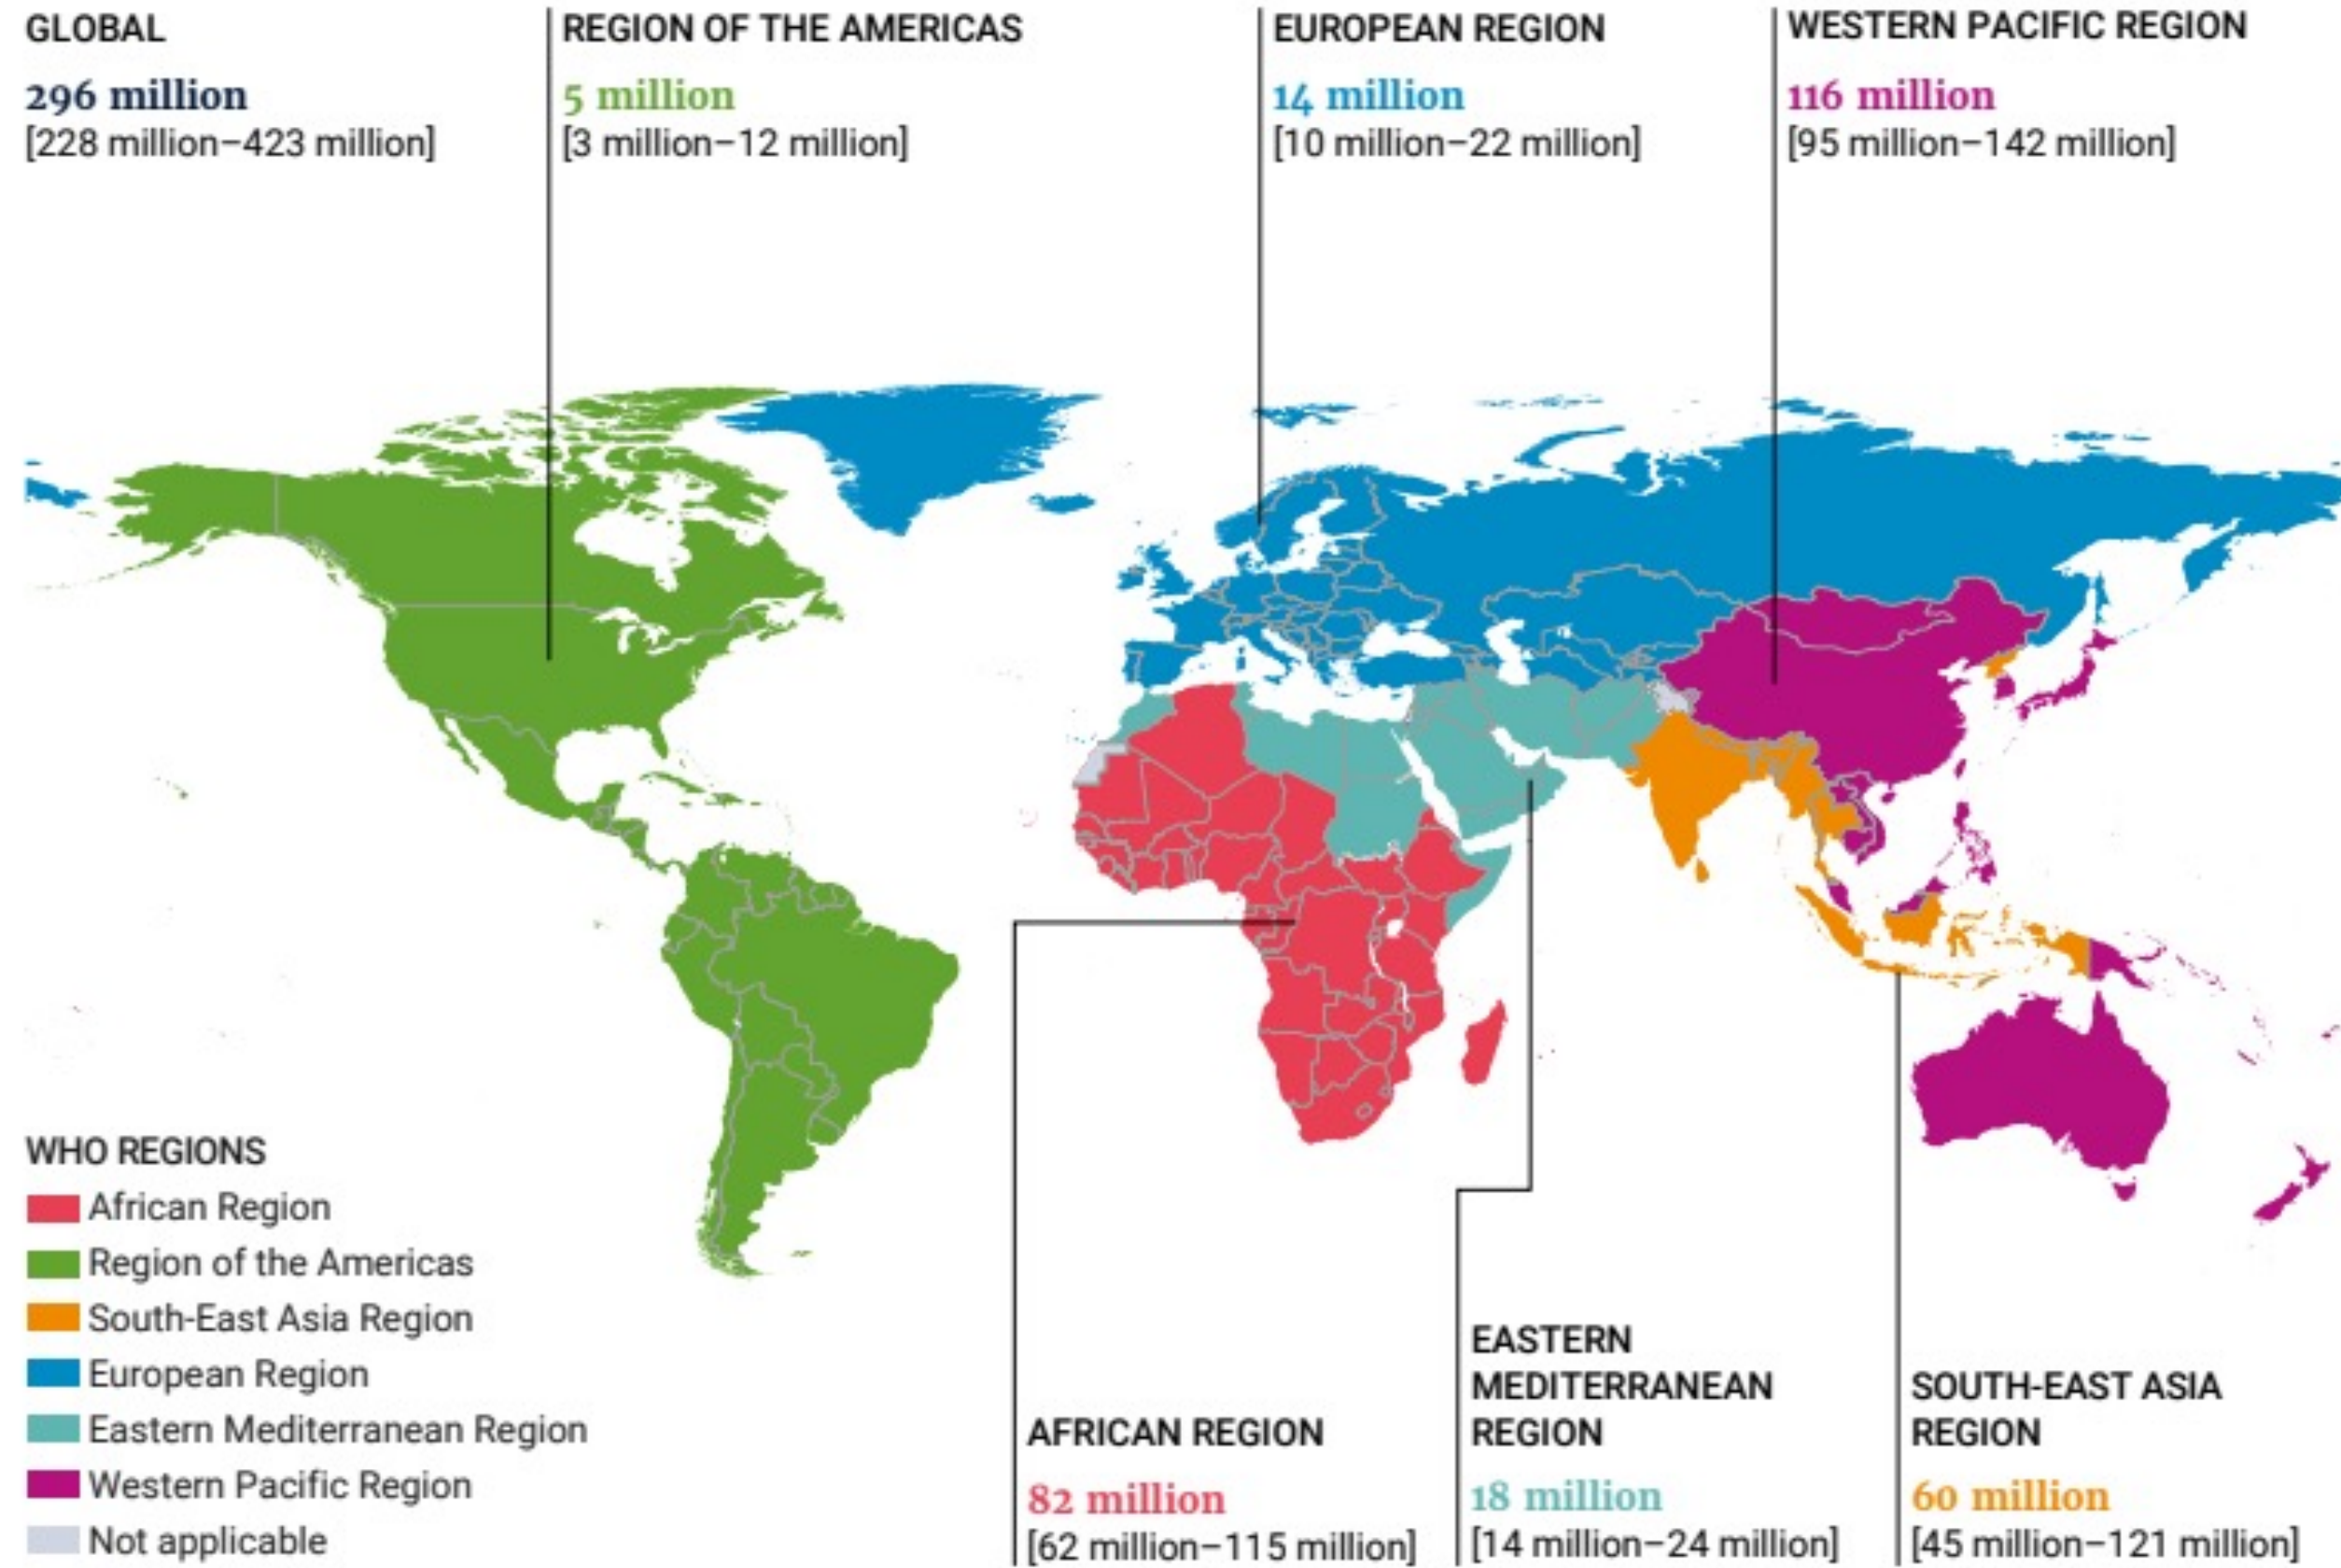 GLOBAL
296 million
[228 million–423 million]
REGION OF THE AMERICAS
5 million
[3 million–12 million]
EUROPEAN REGION
14 million
[10 million–22 million]
WESTERN PACIFIC REGION
116 million
[95 million–142 million]
WHO REGIONS
African Region
Region of the Americas
South-East Asia Region
European Region
Eastern Mediterranean Region
Western Pacific Region
Not applicable
AFRICAN REGION
82 million
[62 million–115 million]
EASTERN
MEDITERRANEAN
REGION
18 million
[14 million–24 million]
SOUTH-EAST ASIA
REGION
60 million
[45 million–121 million]